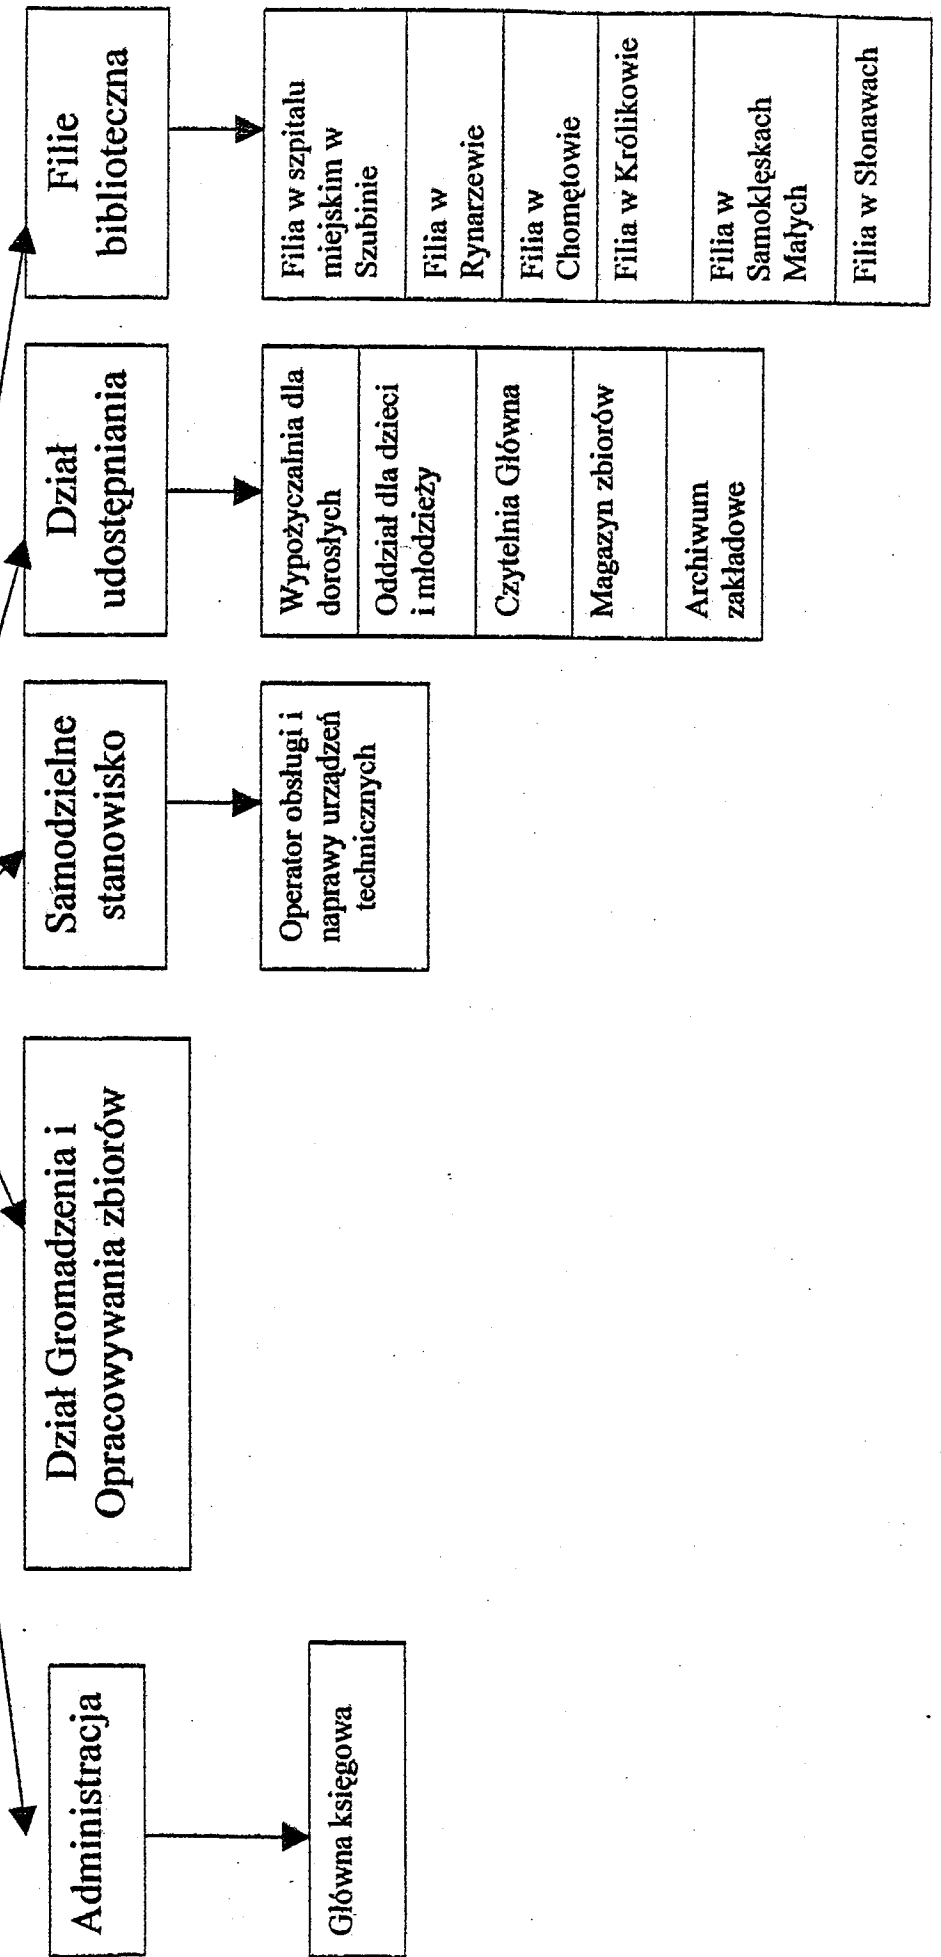 Administracja
Główna księgowa
Dział Gromadzenia i
Opracowywania zbiorów
Samodzielne
stanowisko
Operator obsługi i
naprawy urządzeń
technicznych
Dział
udostępniania
Wypożyczalnia dla
dorosłych
Oddział dla dzieci
i młodzieży
Czytelnia Główna
Magazyn zbiorów
Archiwum
zakładowe
Filie
biblioteczna
Filia w szpitalu
miejskim w
Szubinie
Filia w
Rynarzewie
Filia w
Chomętowie
Filia w Królikowie
Filia w
Samoklęskach
Małych
Filia w Słonawach